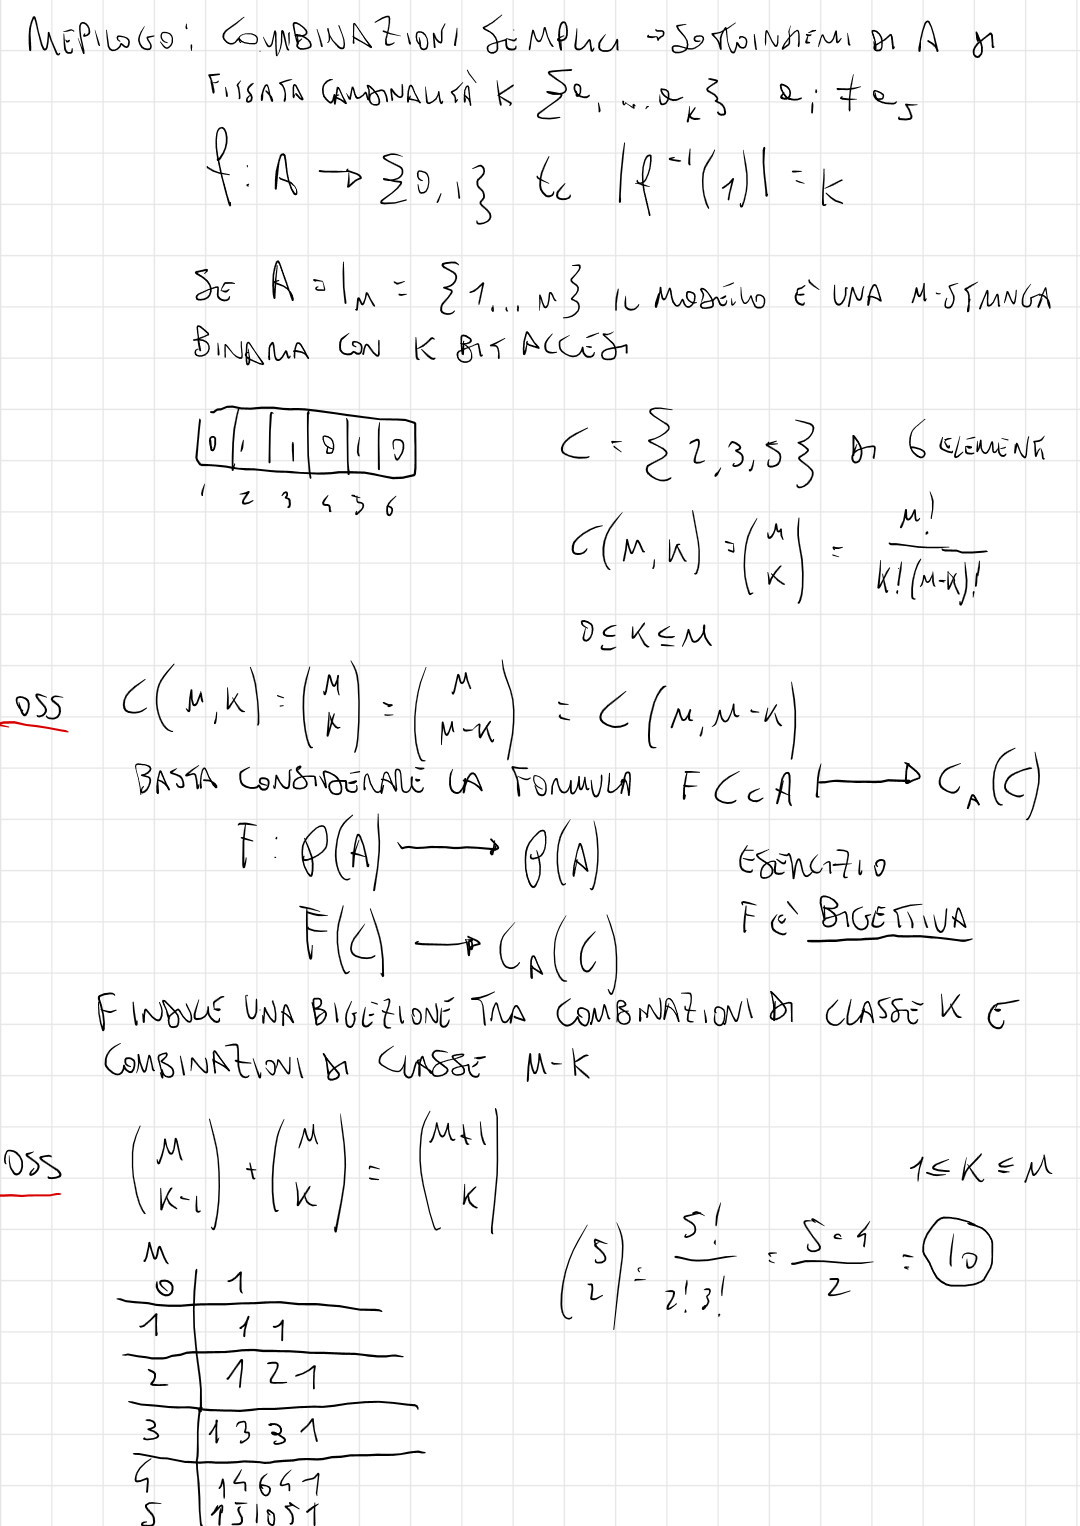 RIEPILOGO: COMBINAZIONI SEMPLICI → SOTTOINSIEMI DI A DI
FISSATA CARDINALITÀ K {a₁ ... aₖ} aᵢ ≠ aⱼ
f: A → {0,1} tc |f⁻¹(1)| = K
SE A = Iₙ = {1...n} IL MODELLO E' UNA N-STRINGA
BINARIA CON K BIT ACCESI
0 1 1 0 1 0
1 2 3 4 5 6
C = {2,3,5} DI 6 ELEMENTI
C(n,k) = (n k) = n! / k!(n-k)!
0 ≤ K ≤ N
OSS C(n,k) = (n k) = (n n-k) = C(n,n-k)
BASTA CONSIDERARE LA FORMULA F C⊂A ↦ C_A(C)
F: P(A) → P(A)
ESERCIZIO
F(C) → C_A(C)
F è BIGETTIVA
F INDUCE UNA BIGEZIONE TRA COMBINAZIONI DI CLASSE K E
COMBINAZIONI DI CLASSE N-K
OSS (n k-1) + (n k) = (n+1 k) 1 ≤ K ≤ N
(5 2) = 5! / 2!3! = 5·4 / 2 = 10
N
0 | 1
1 | 1 1
2 | 1 2 1
3 | 1 3 3 1
4 | 1 4 6 4 1
5 | 1 5 10 5 1